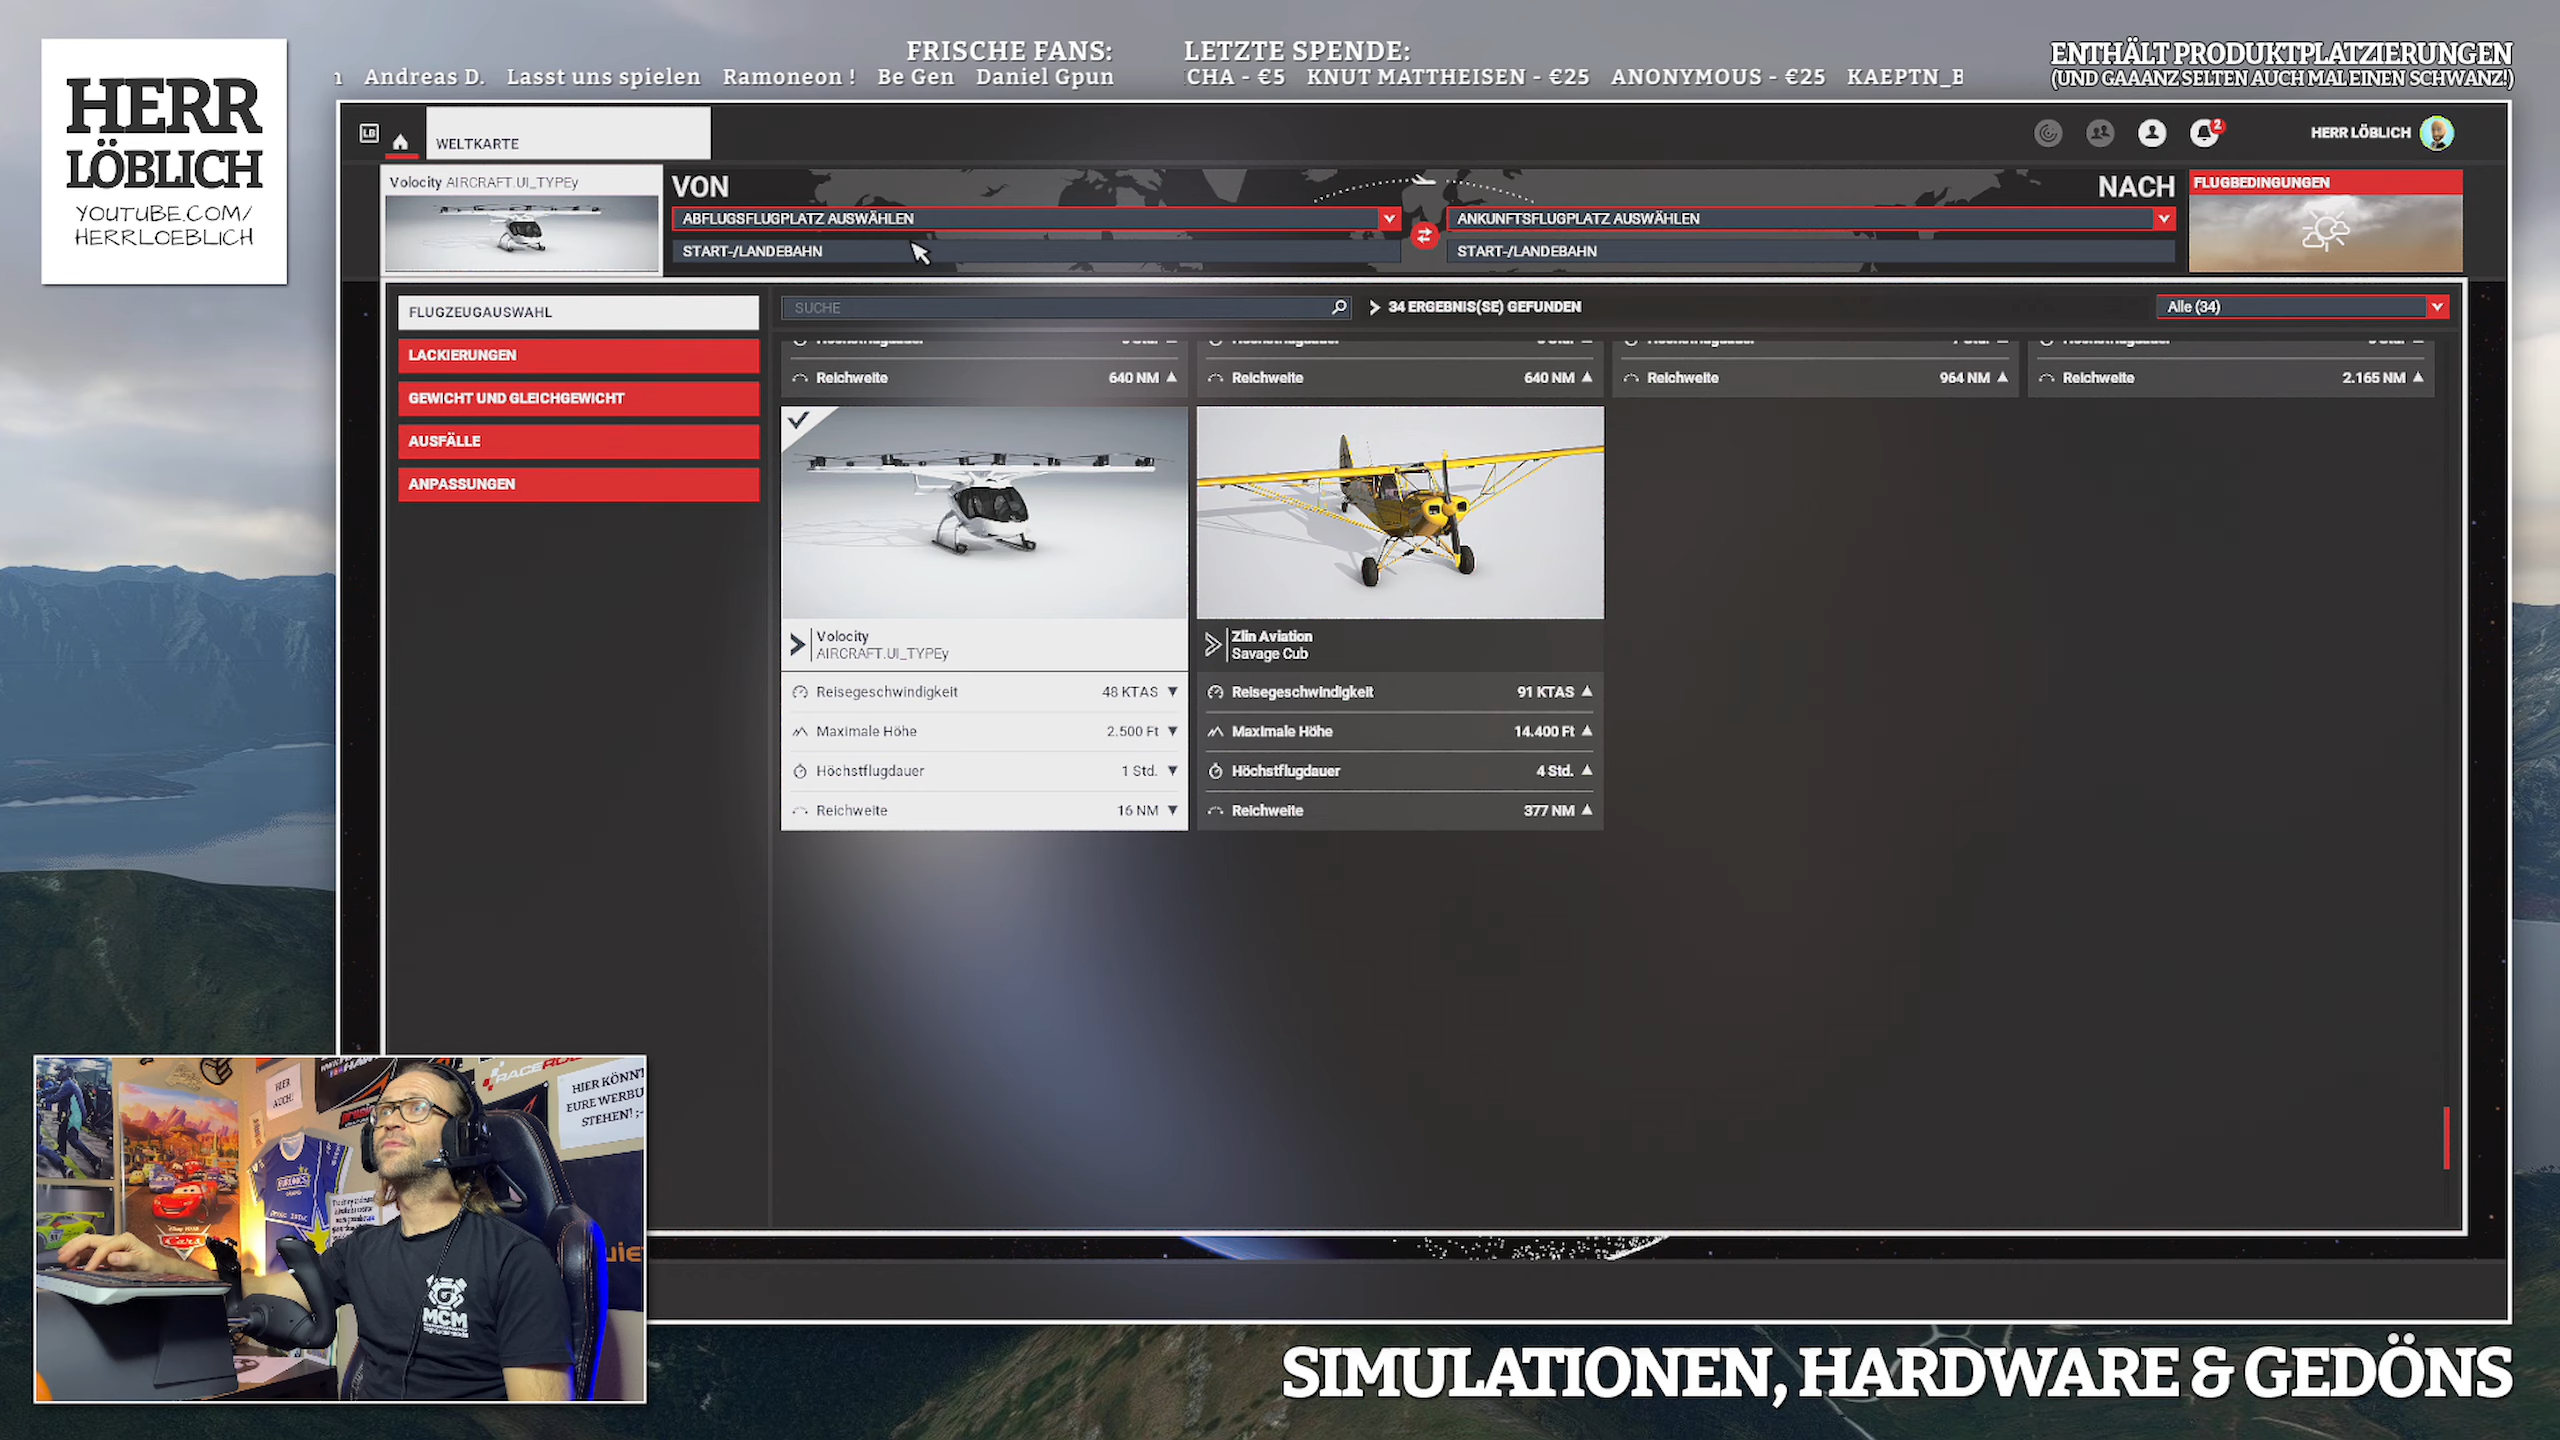 HERR
LÖBLICH
YOUTUBE.COM/
HERRLOEBLICH
FRISCHE FANS:
Andreas D. Lasst uns spielen Ramoneon ! Be Gen Daniel Gpun
LETZTE SPENDE:
CHA - €5 KNUT MATTHEISEN - €25 ANONYMOUS - €25 KAEPTN_B
ENTHÄLT PRODUKTPLATZIERUNGEN
(UND GAAANZ SELTEN AUCH MAL EINEN SCHWANZ!)
LB
WELTKARTE
2
HERR LÖBLICH
Volocity AIRCRAFT.UI_TYPEy
VON
NACH
ABFLUGSFLUGPLATZ AUSWÄHLEN
ANKUNFTSFLUGPLATZ AUSWÄHLEN
START-/LANDEBAHN
START-/LANDEBAHN
FLUGBEDINGUNGEN
FLUGZEUGAUSWAHL
LACKIERUNGEN
GEWICHT UND GLEICHGEWICHT
AUSFÄLLE
ANPASSUNGEN
SUCHE
34 ERGEBNIS(SE) GEFUNDEN
Alle (34)
Reichweite 640 NM
Reichweite 640 NM
Reichweite 964 NM
Reichweite 2.165 NM
Volocity
AIRCRAFT.UI_TYPEy
Reisegeschwindigkeit 48 KTAS
Maximale Höhe 2.500 Ft
Höchstflugdauer 1 Std.
Reichweite 16 NM
Zlin Aviation
Savage Cub
Reisegeschwindigkeit 91 KTAS
Maximale Höhe 14.400 Ft
Höchstflugdauer 4 Std.
Reichweite 377 NM
HIER
AUCH!
HIER KÖNNT
EURE WERBU
STEHEN! ;-
Cars
G
MCM
SIMULATIONEN, HARDWARE & GEDÖNS